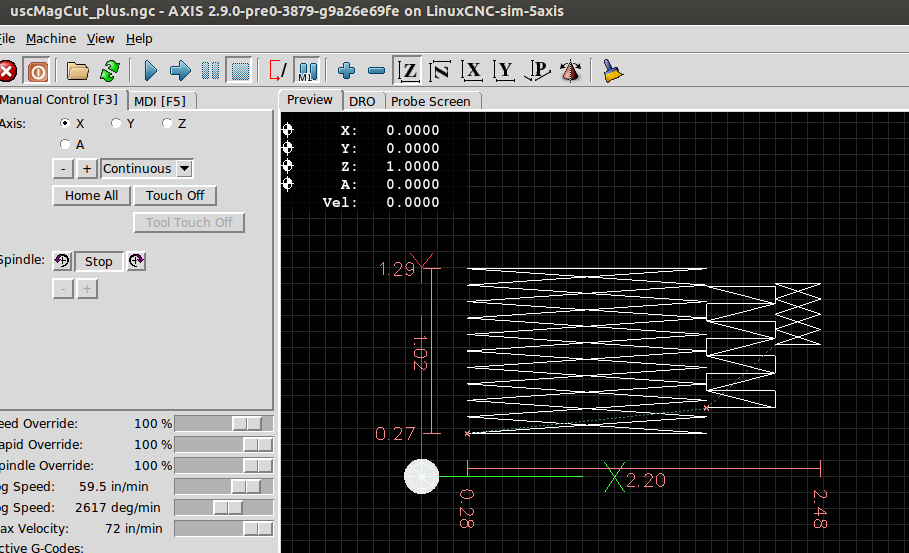 uscMagCut_plus.ngc - AXIS 2.9.0-pre0-3879-g9a26e69fe on LinuxCNC-sim-5axis
File Machine View Help
Z N X Y P
M1
Manual Control [F3] MDI [F5]
Preview DRO Probe Screen
Axis: X Y Z
A
- + Continuous
Home All Touch Off
Tool Touch Off
Spindle: Stop
- +
X: 0.0000
Y: 0.0000
Z: 1.0000
A: 0.0000
Vel: 0.0000
Y
1.29
1.02
0.27
X
2.20
0.28
2.48
eed Override: 100 %
apid Override: 100 %
pindle Override: 100 %
og Speed: 59.5 in/min
og Speed: 2617 deg/min
ax Velocity: 72 in/min
ctive G-Codes: